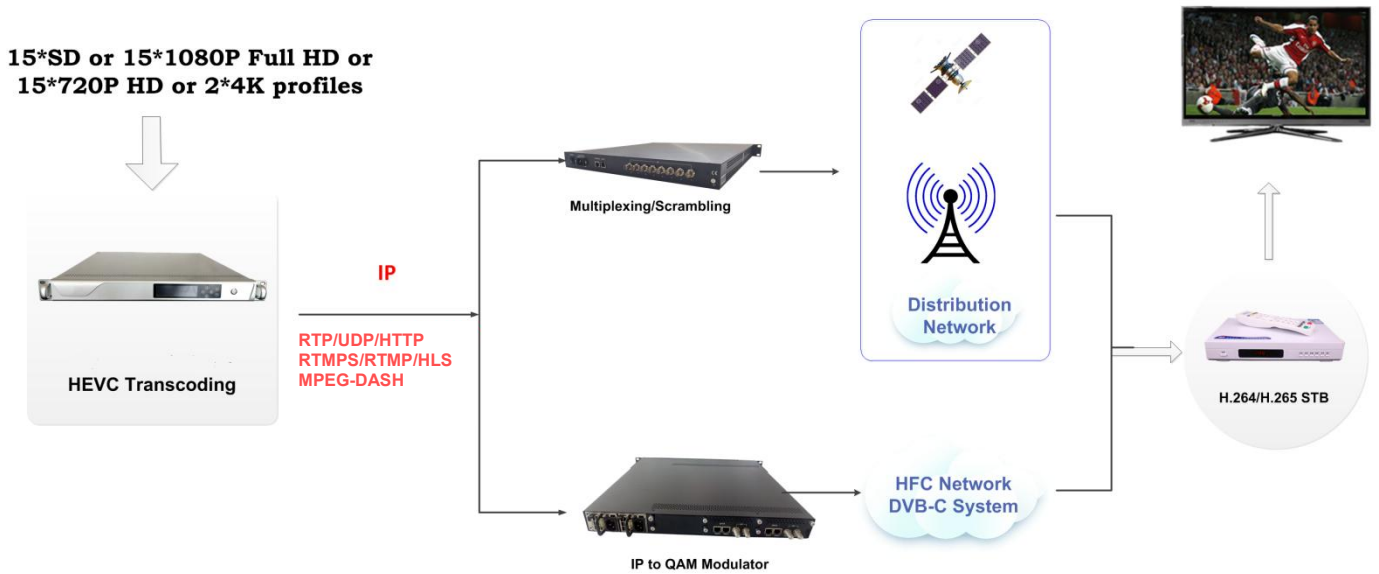 15*SD or 15*1080P Full HD or
15*720P HD or 2*4K profiles
HEVC Transcoding
IP
RTP/UDP/HTTP
RTMPS/RTMP/HLS
MPEG-DASH
Multiplexing/Scrambling
IP to QAM Modulator
Distribution
Network
HFC Network
DVB-C System
H.264/H.265 STB